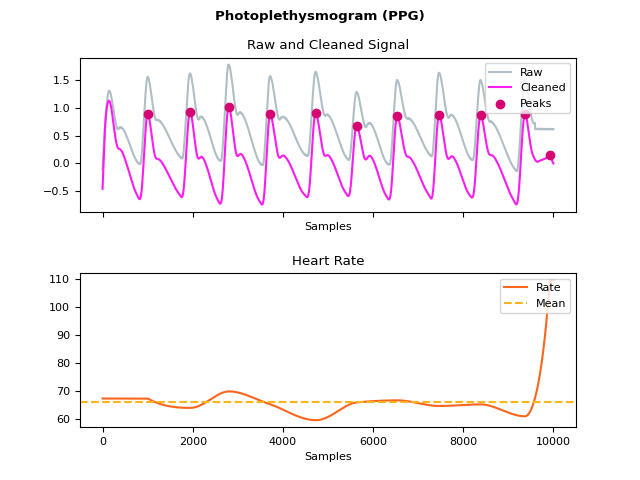 Photoplethysmogram (PPG)
Raw and Cleaned Signal
1.5
1.0
0.5
0.0
−0.5
Raw
Cleaned
Peaks
Samples
Heart Rate
110
100
90
80
70
60
Rate
Mean
0
2000
4000
6000
8000
10000
Samples